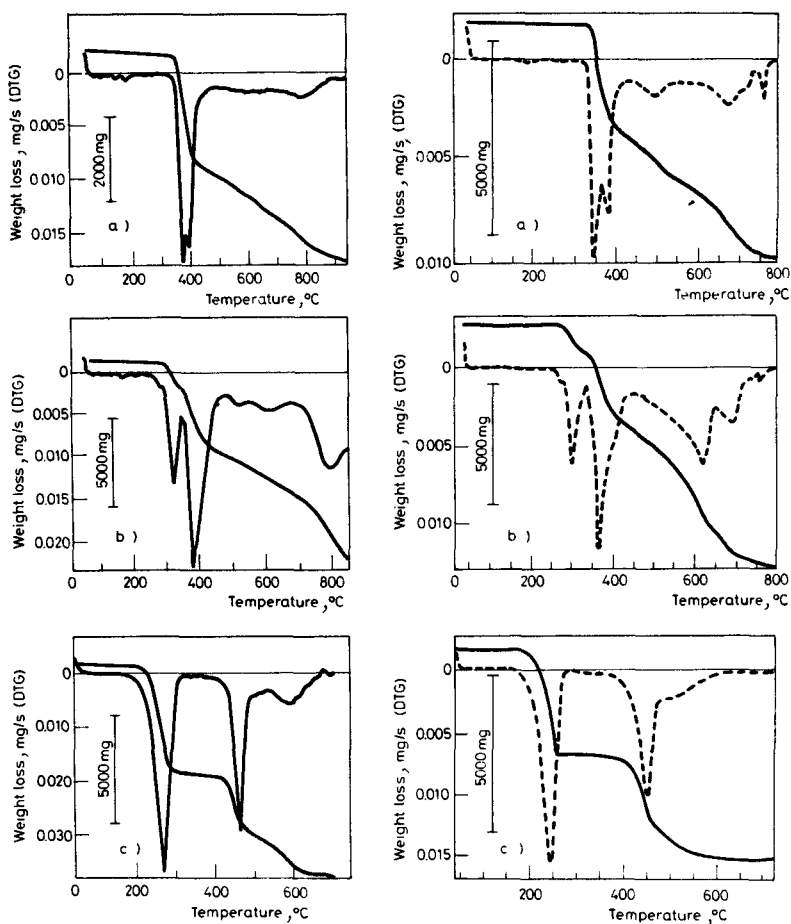 Weight loss, mg/s (DTG)
0
0.005
0.010
0.015
2000 mg
a)
200 400 600 800
Temperature, °C
Weight loss, mg/s, (DTG)
0
0.005
0.010
5000 mg
a)
0 200 400 600 800
Temperature, °C
Weight loss, mg/s (DTG)
0
0.005
0.010
0.015
0.020
5000 mg
b)
0 200 400 600 800
Temperature, °C
Weight loss, mg/s (DTG)
0
0.005
0.010
5000 mg
b)
0 200 400 600 800
Temperature, °C
Weight loss, mg/s (DTG)
0
0.010
0.020
0.030
5000 mg
c)
0 200 400 600
Temperature, °C
Weight loss, mg/s (DTG)
0
0.005
0.010
0.015
5000 mg
c)
200 400 600
Temperature, °C